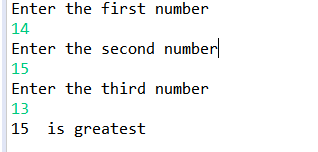 Enter the first number
14
Enter the second number
15
Enter the third number
13
15  is greatest